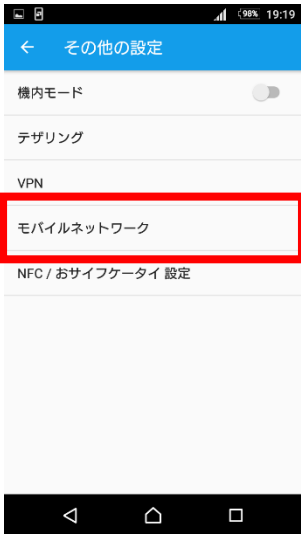 98% 19:19
その他の設定
機内モード
テザリング
VPN
モバイルネットワーク
NFC / おサイフケータイ 設定